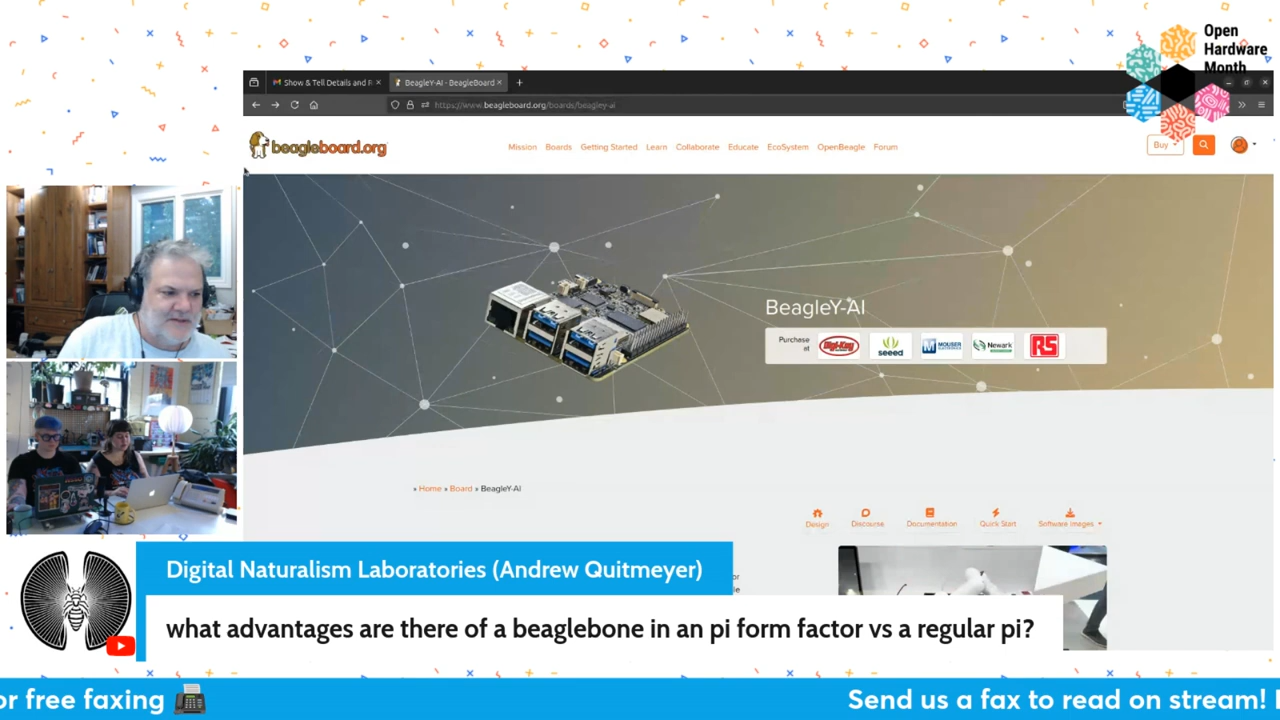 Open
Hardware
Month
Show & Tell Details and R
BeagleY-AI - BeagleBoard
https://www.beagleboard.org/boards/beagley-ai
beagleboard.org
Mission
Boards
Getting Started
Learn
Collaborate
Educate
EcoSystem
OpenBeagle
Forum
Buy
BeagleY-AI
Purchase
at
Digi-Key
seeed
MOUSER
ELECTRONICS
Newark
RS
» Home » Board » BeagleY-AI
Design
Discourse
Documentation
Quick Start
Software Images
Digital Naturalism Laboratories (Andrew Quitmeyer)
what advantages are there of a beaglebone in an pi form factor vs a regular pi?
or free faxing
Send us a fax to read on stream!